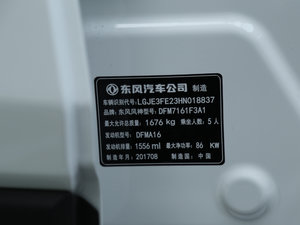 东风汽车公司 制造
车辆识别代号: LGJE3FE23HN018837
品牌: 东风风神 型号: DFM7161F3A1
最大允许总质量: 1676 kg 乘坐人数: 5 人
发动机型号: DFMA16
发动机排量: 1556 ml 最大净功率: 86 KW
制造年月: 201708 制造国: 中国